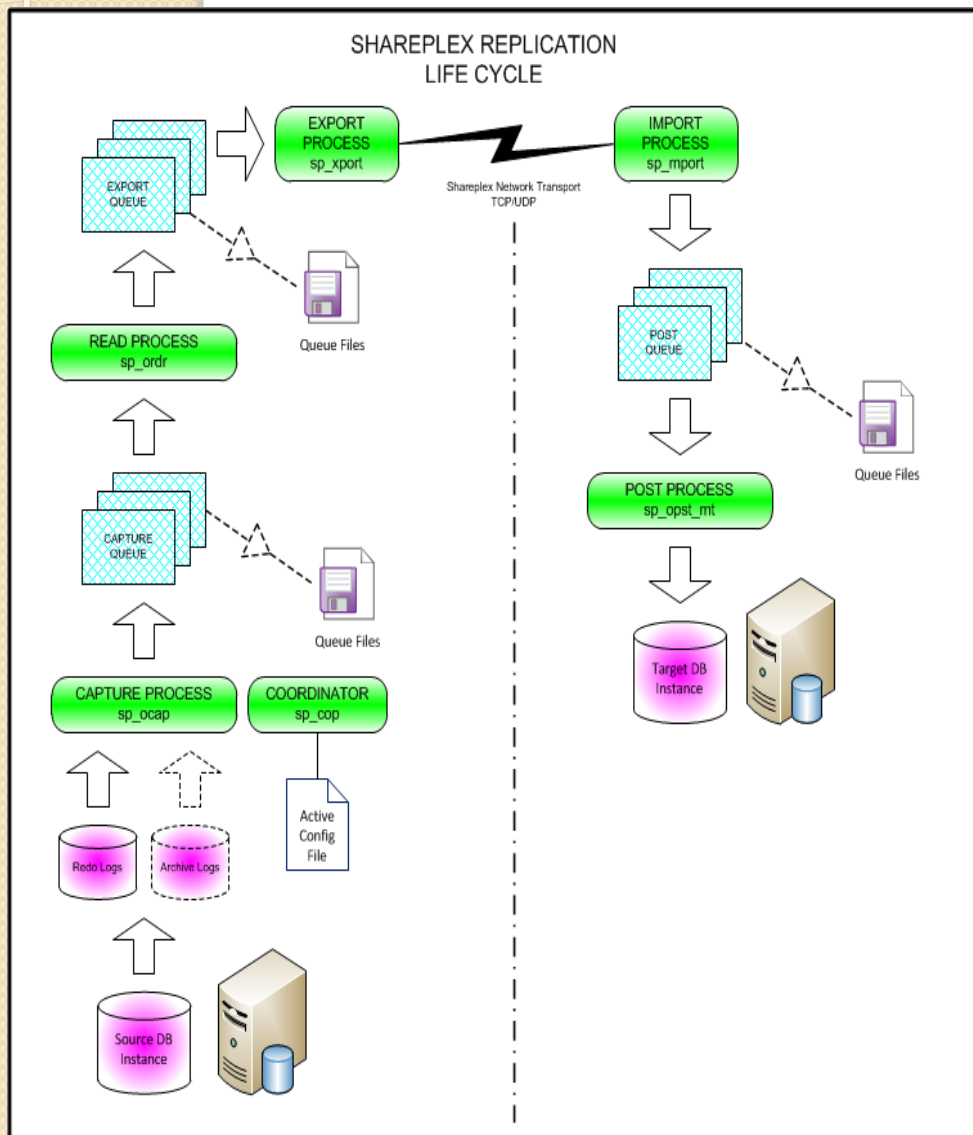 SHAREPLEX REPLICATION
LIFE CYCLE
EXPORT
PROCESS
sp_xport
IMPORT
PROCESS
sp_mport
EXPORT
QUEUE
Shareplex Network Transport
TCP/UDP
Queue Files
READ PROCESS
sp_ordr
POST
QUEUE
Queue Files
CAPTURE
QUEUE
POST PROCESS
sp_opst_mt
Queue Files
CAPTURE PROCESS
sp_ocap
COORDINATOR
sp_cop
Target DB
Instance
Active
Config
File
Redo Logs
Archive Logs
Source DB
Instance